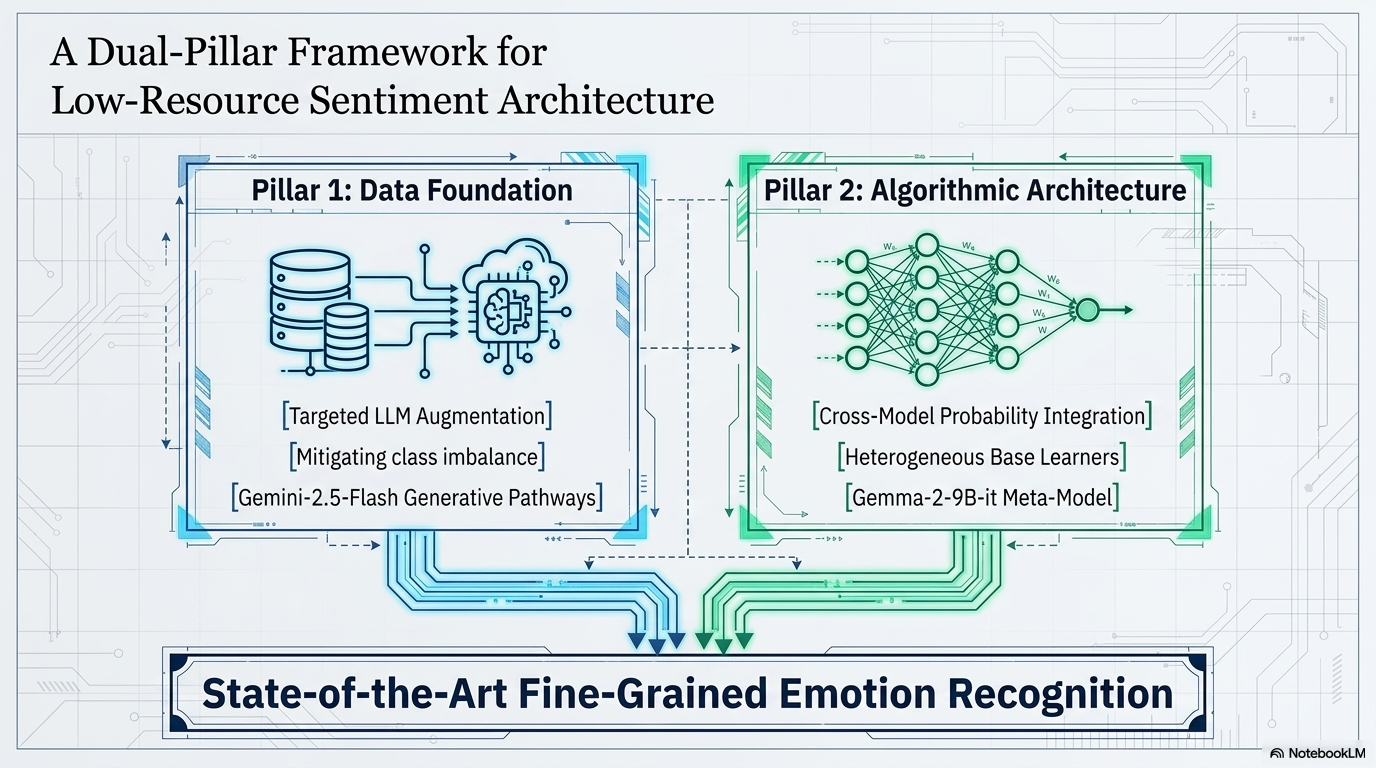 A Dual-Pillar Framework for
Low-Resource Sentiment Architecture
Pillar 1: Data Foundation
[Targeted LLM Augmentation]
[Mitigating class imbalance]
[Gemini-2.5-Flash Generative Pathways]
Pillar 2: Algorithmic Architecture
[Cross-Model Probability Integration]
[Heterogeneous Base Learners]
[Gemma-2-9B-it Meta-Model]
State-of-the-Art Fine-Grained Emotion Recognition
NotebookLM